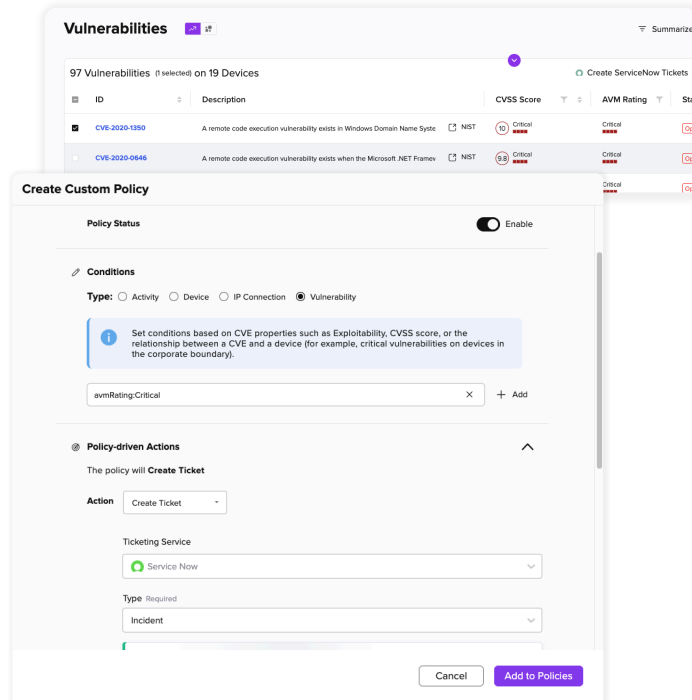 Vulnerabilities
Summarize
97 Vulnerabilities (1 selected) on 19 Devices
Create ServiceNow Tickets
ID Description CVSS Score AVM Rating Sta
CVE-2020-1350 A remote code execution vulnerability exists in Windows Domain Name Syste NIST 10 Critical Critical Op
CVE-2020-0646 A remote code execution vulnerability exists when the Microsoft .NET Framew NIST 9.8 Critical Critical Op
Critical Op
Create Custom Policy
Policy Status Enable
Conditions
Type: Activity Device IP Connection Vulnerability
Set conditions based on CVE properties such as Exploitability, CVSS score, or the
relationship between a CVE and a device (for example, critical vulnerabilities on devices in
the corporate boundary).
avmRating:Critical Add
Policy-driven Actions
The policy will Create Ticket
Action Create Ticket
Ticketing Service
Service Now
Type Required
Incident
Cancel Add to Policies